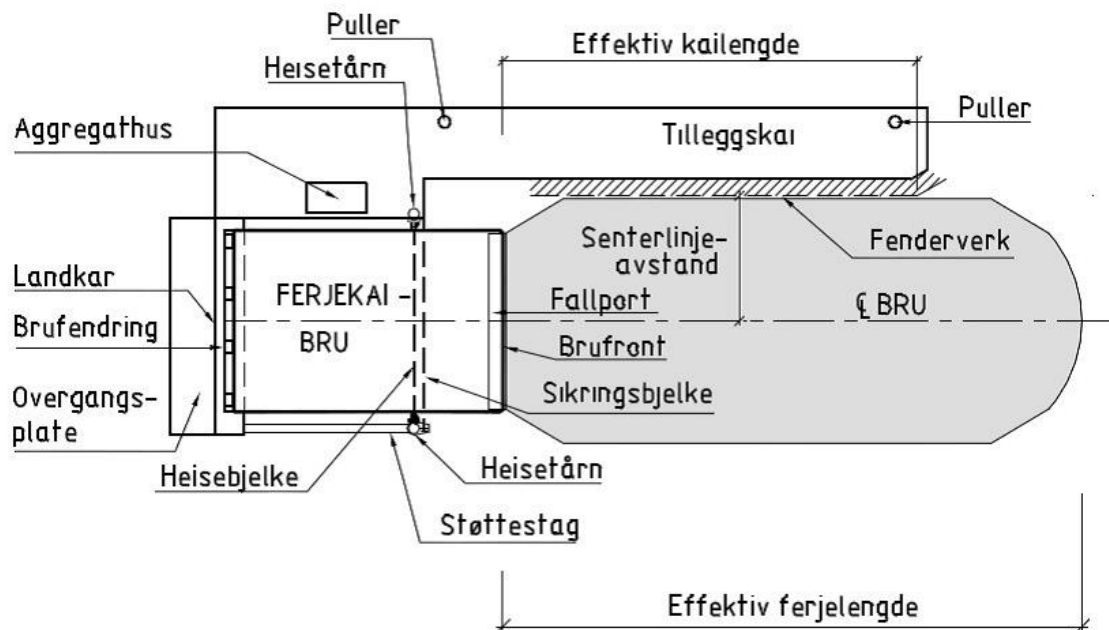 Puller
Effektiv kailengde
Heisetårn
Puller
Aggregathus
Tilleggskai
Senterlinje-
avstand
Fenderverk
Landkar
FERJEKAI -
BRU
Fallport
℄ BRU
Brufendring
Brufront
Overgangs-
plate
Sikringsbjelke
Heisebjelke
Heisetårn
Støttestag
Effektiv ferjelengde